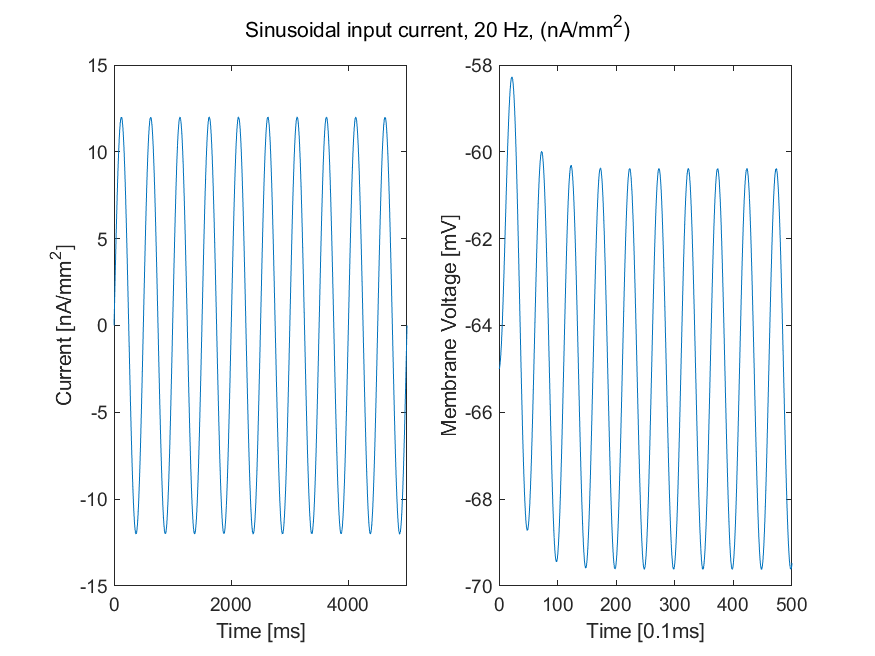 Sinusoidal input current, 20 Hz, (nA/mm²)
15
10
5
0
-5
-10
-15
Current [nA/mm²]
0 2000 4000
Time [ms]
-58
-60
-62
-64
-66
-68
-70
Membrane Voltage [mV]
0 100 200 300 400 500
Time [0.1ms]